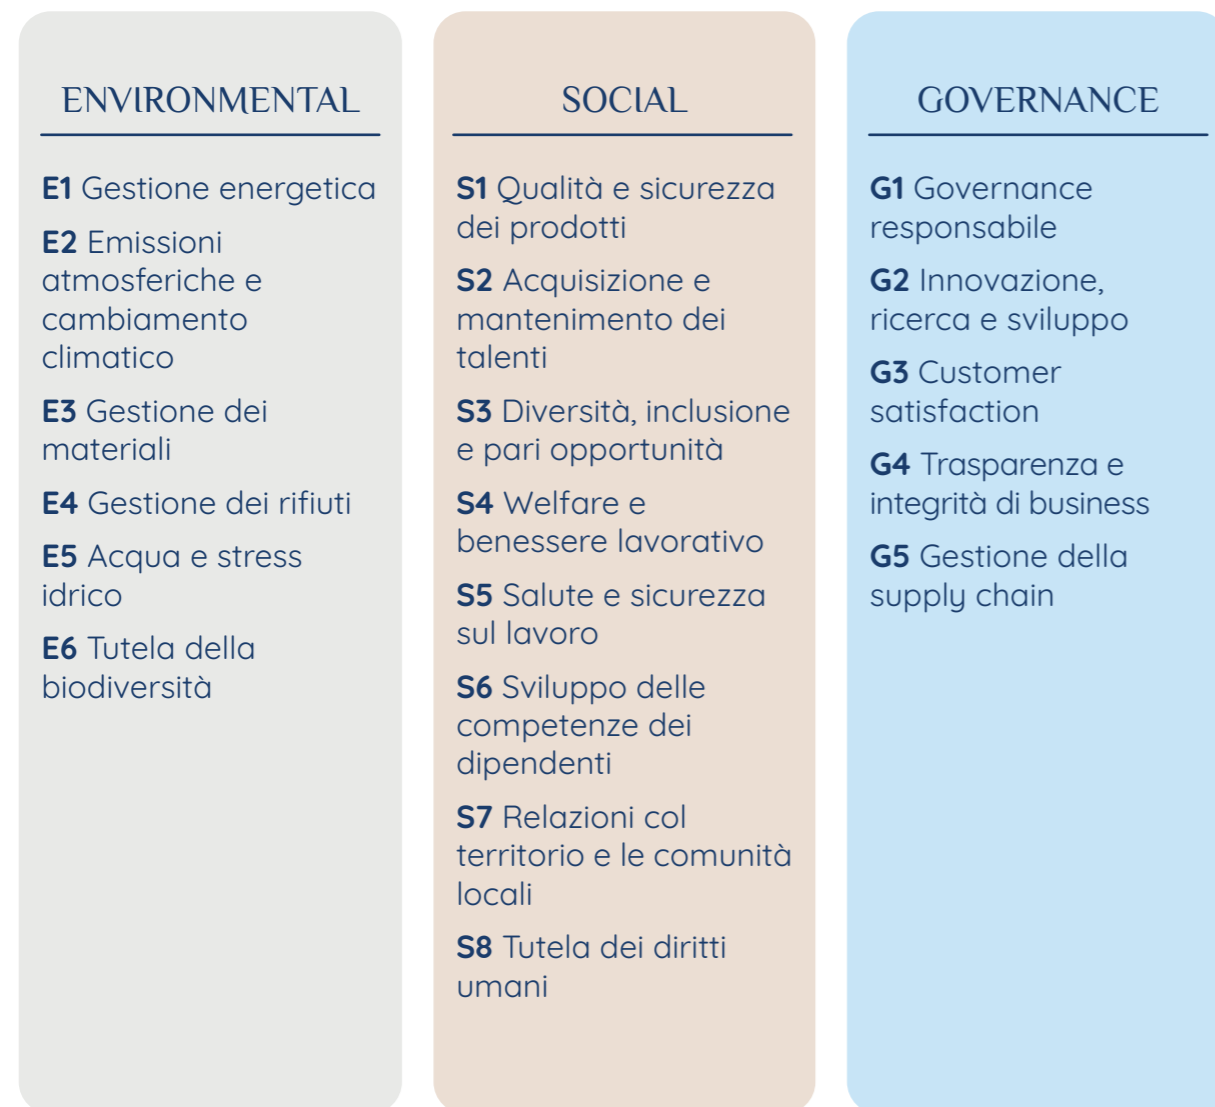 ENVIRONMENTAL
E1 Gestione energetica
E2 Emissioni
atmosferiche e
cambiamento
climatico
E3 Gestione dei
materiali
E4 Gestione dei rifiuti
E5 Acqua e stress
idrico
E6 Tutela della
biodiversità
SOCIAL
S1 Qualità e sicurezza
dei prodotti
S2 Acquisizione e
mantenimento dei
talenti
S3 Diversità, inclusione
e pari opportunità
S4 Welfare e
benessere lavorativo
S5 Salute e sicurezza
sul lavoro
S6 Sviluppo delle
competenze dei
dipendenti
S7 Relazioni col
territorio e le comunità
locali
S8 Tutela dei diritti
umani
GOVERNANCE
G1 Governance
responsabile
G2 Innovazione,
ricerca e sviluppo
G3 Customer
satisfaction
G4 Trasparenza e
integrità di business
G5 Gestione della
supply chain